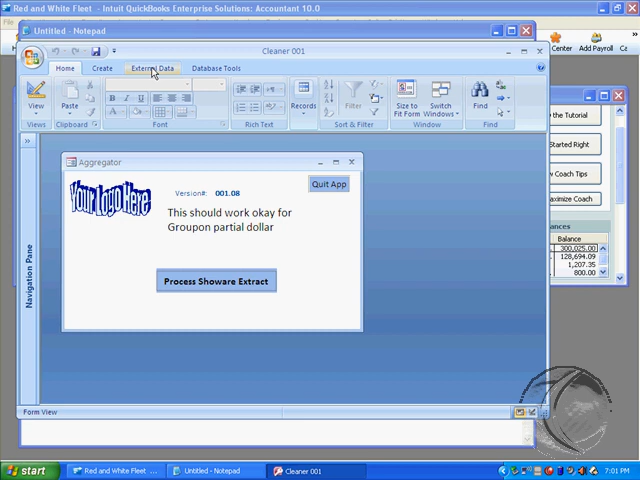 Red and White Fleet - Intuit QuickBooks Enterprise Solutions: Accountant 10.0
File
Untitled - Notepad
Cleaner 001
Home
Create
External Data
Database Tools
View
Paste
Records
Filter
Size to
Fit Form
Switch
Windows
Find
Views
Clipboard
Font
Rich Text
Sort & Filter
Window
Find
Center
Add Payroll
Ca
the Tutorial
Started Right
Coach Tips
aximize Coach
ances
Balance
300,025.00
128,694.09
1,207.35
800.00
Navigation Pane
Aggregator
Your Logo Here
Version#: 001.08
Quit App
This should work okay for
Groupon partial dollar
Process Showare Extract
Form View
start
Red and White Fleet ...
Untitled - Notepad
Cleaner 001
7:01 PM